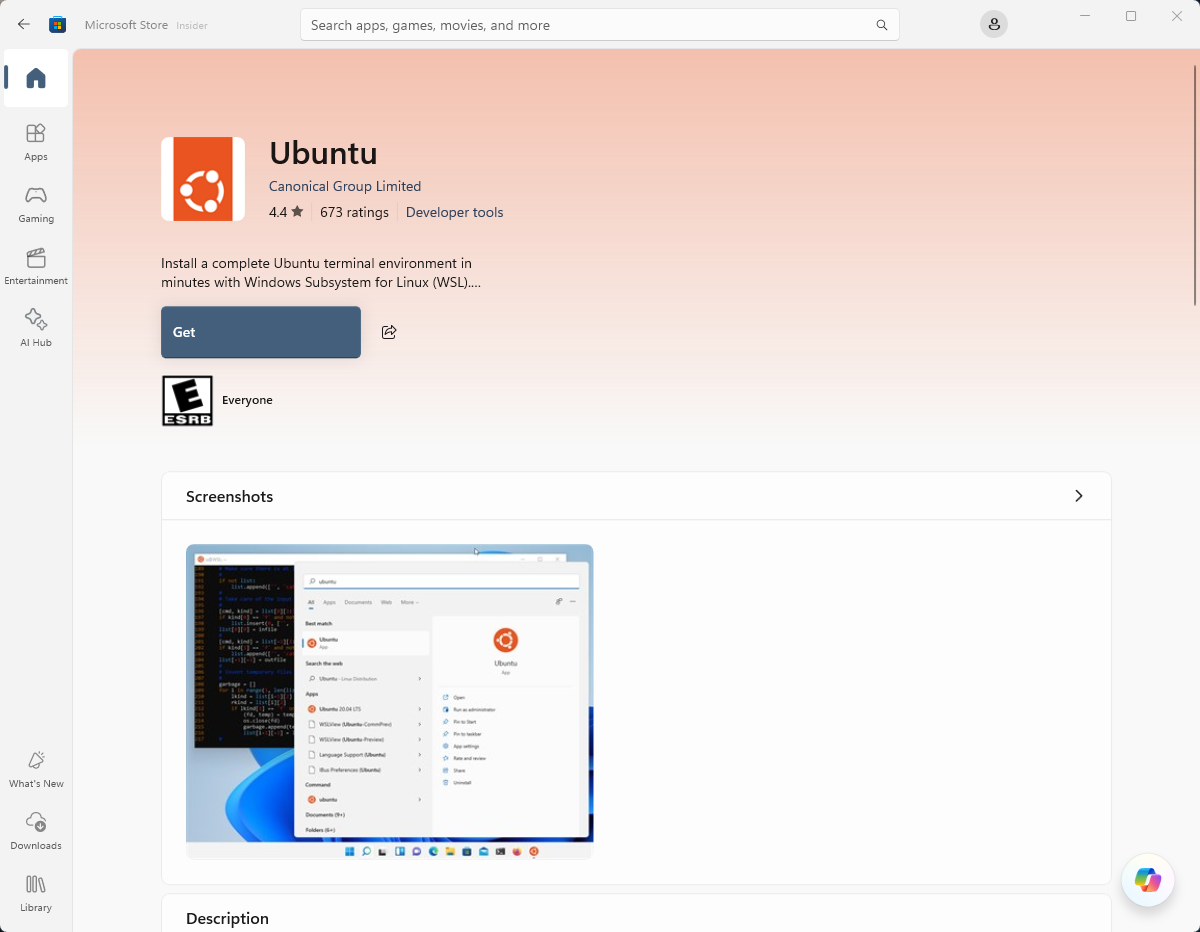 Microsoft Store Insider
Search apps, games, movies, and more
Apps
Gaming
Entertainment
AI Hub
What's New
Downloads
Library
Ubuntu
Canonical Group Limited
4.4 ★ 673 ratings Developer tools
Install a complete Ubuntu terminal environment in
minutes with Windows Subsystem for Linux (WSL)....
Get
E
ESRB
Everyone
Screenshots
if not list:
garbage = []
ubuntu
All Apps Documents Web More
Best match
Ubuntu
App
Search the web
Ubuntu - Linux Distribution
Apps
Ubuntu 20.04 LTS
WSLView (Ubuntu-CommPrev)
WSLView (Ubuntu-Preview)
Language Support (Ubuntu)
iBus Preferences (Ubuntu)
Command
ubuntu
Documents (9+)
Folders (6+)
Ubuntu
App
Open
Run as administrator
Pin to Start
Pin to taskbar
App settings
Rate and review
Share
Uninstall
Description